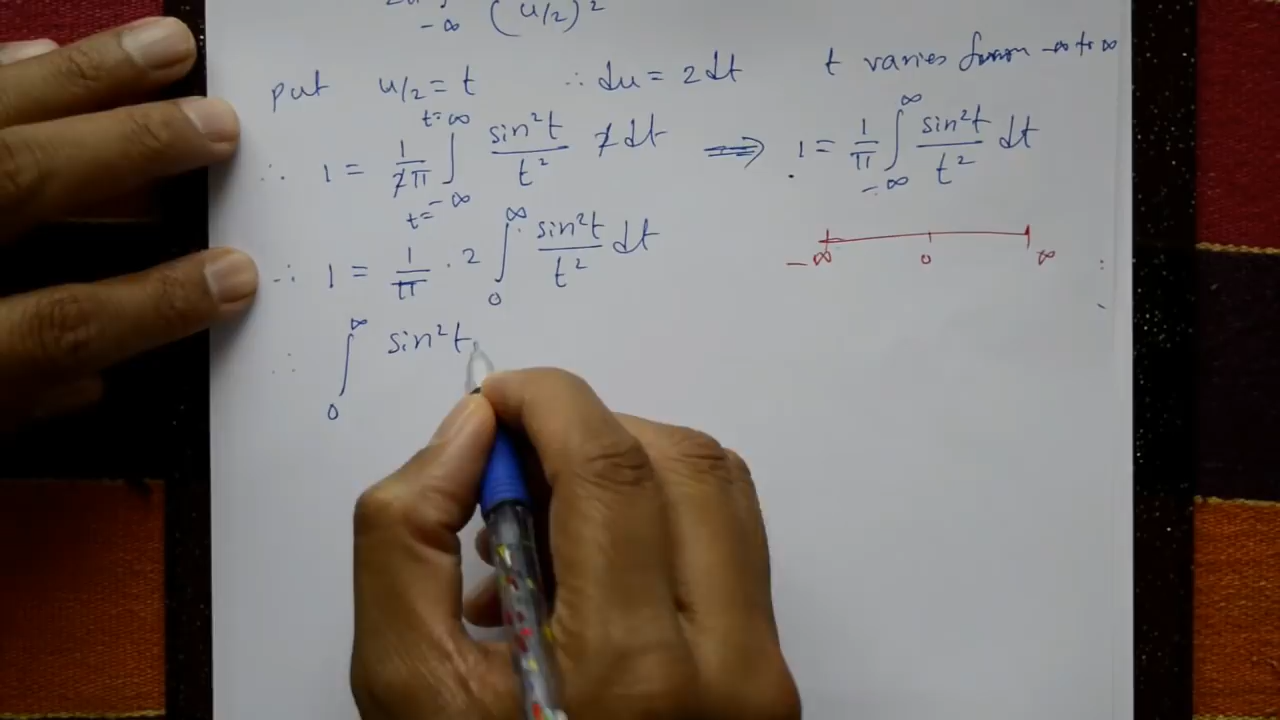 -∞ (u/2)²
put u/2 = t ∴ du = 2dt t varies from -∞ to ∞
∴ 1 = 1/2π ∫_{t=-∞}^{t=∞} sin²t/t² 2dt ⟹ 1 = 1/π ∫_{-∞}^{∞} sin²t/t² dt
∴ 1 = 1/π · 2 ∫_0^∞ sin²t/t² dt
-∞ 0 ∞
∴ ∫_0^∞ sin²t